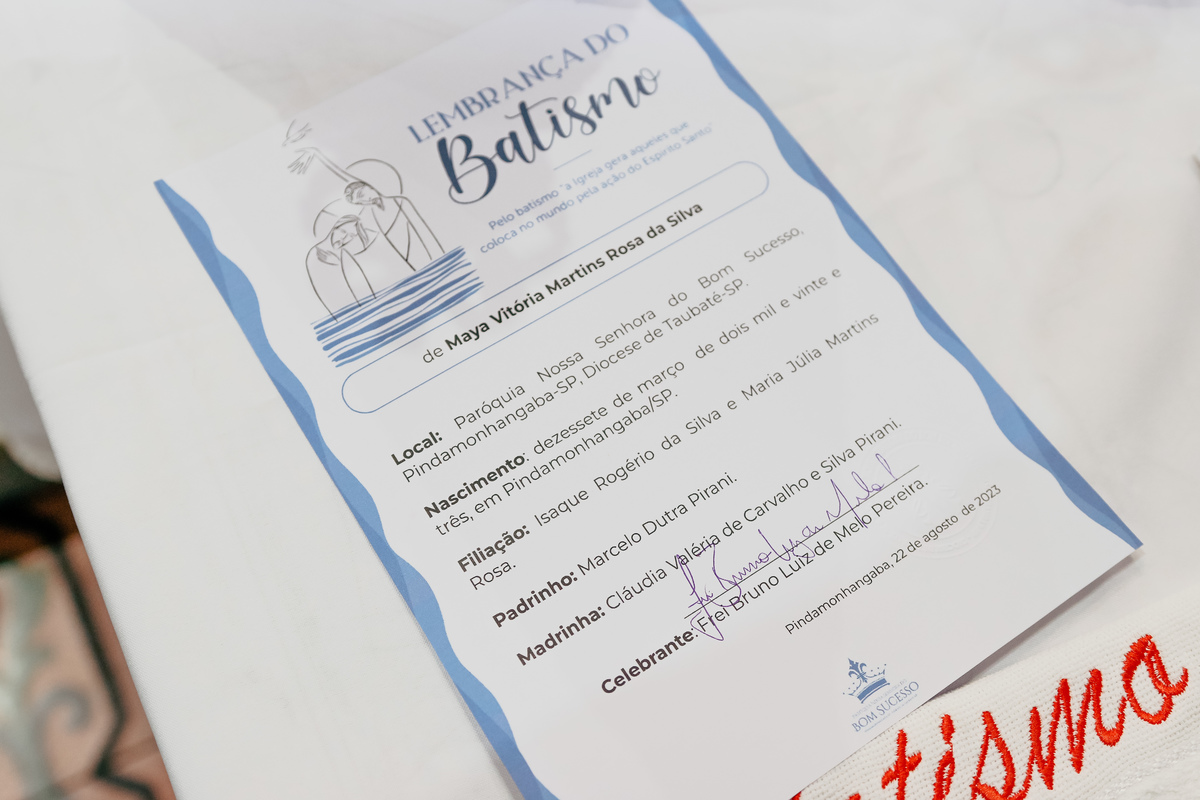 LEMBRANÇA DO
Batismo
Pelo batismo "a Igreja gera aqueles que
coloca no mundo pela ação do Espírito Santo"
de Maya Vitória Martins Rosa da Silva
Local: Paróquia Nossa Senhora do Bom Sucesso,
Pindamonhangaba-SP, Diocese de Taubaté-SP.
Nascimento: dezessete de março de dois mil e vinte e
três, em Pindamonhangaba/SP.
Filiação: Isaque Rogério da Silva e Maria Júlia Martins
Rosa.
Padrinho: Marcelo Dutra Pirani.
Madrinha: Cláudia Valéria de Carvalho e Silva Pirani.
Frei Bruno
Celebrante: Frei Bruno Luiz de Melo Pereira.
Pindamonhangaba, 22 de agosto de 2023
BOM SUCESSO
tismo